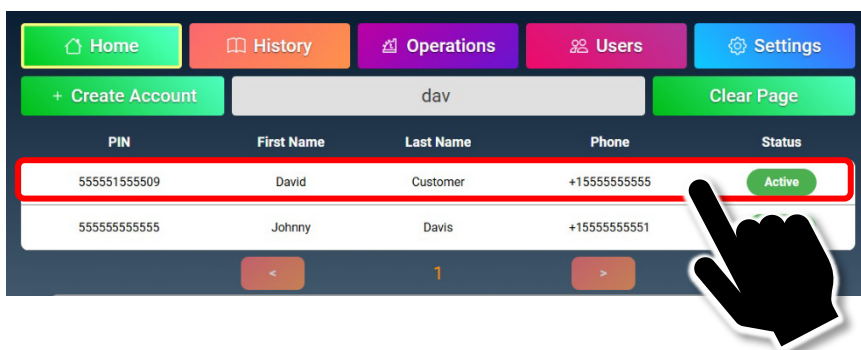 Home History Operations Users Settings
+ Create Account dav Clear Page
PIN First Name Last Name Phone Status
555551555509 David Customer +15555555555 Active
555555555555 Johnny Davis +15555555551
< 1 >